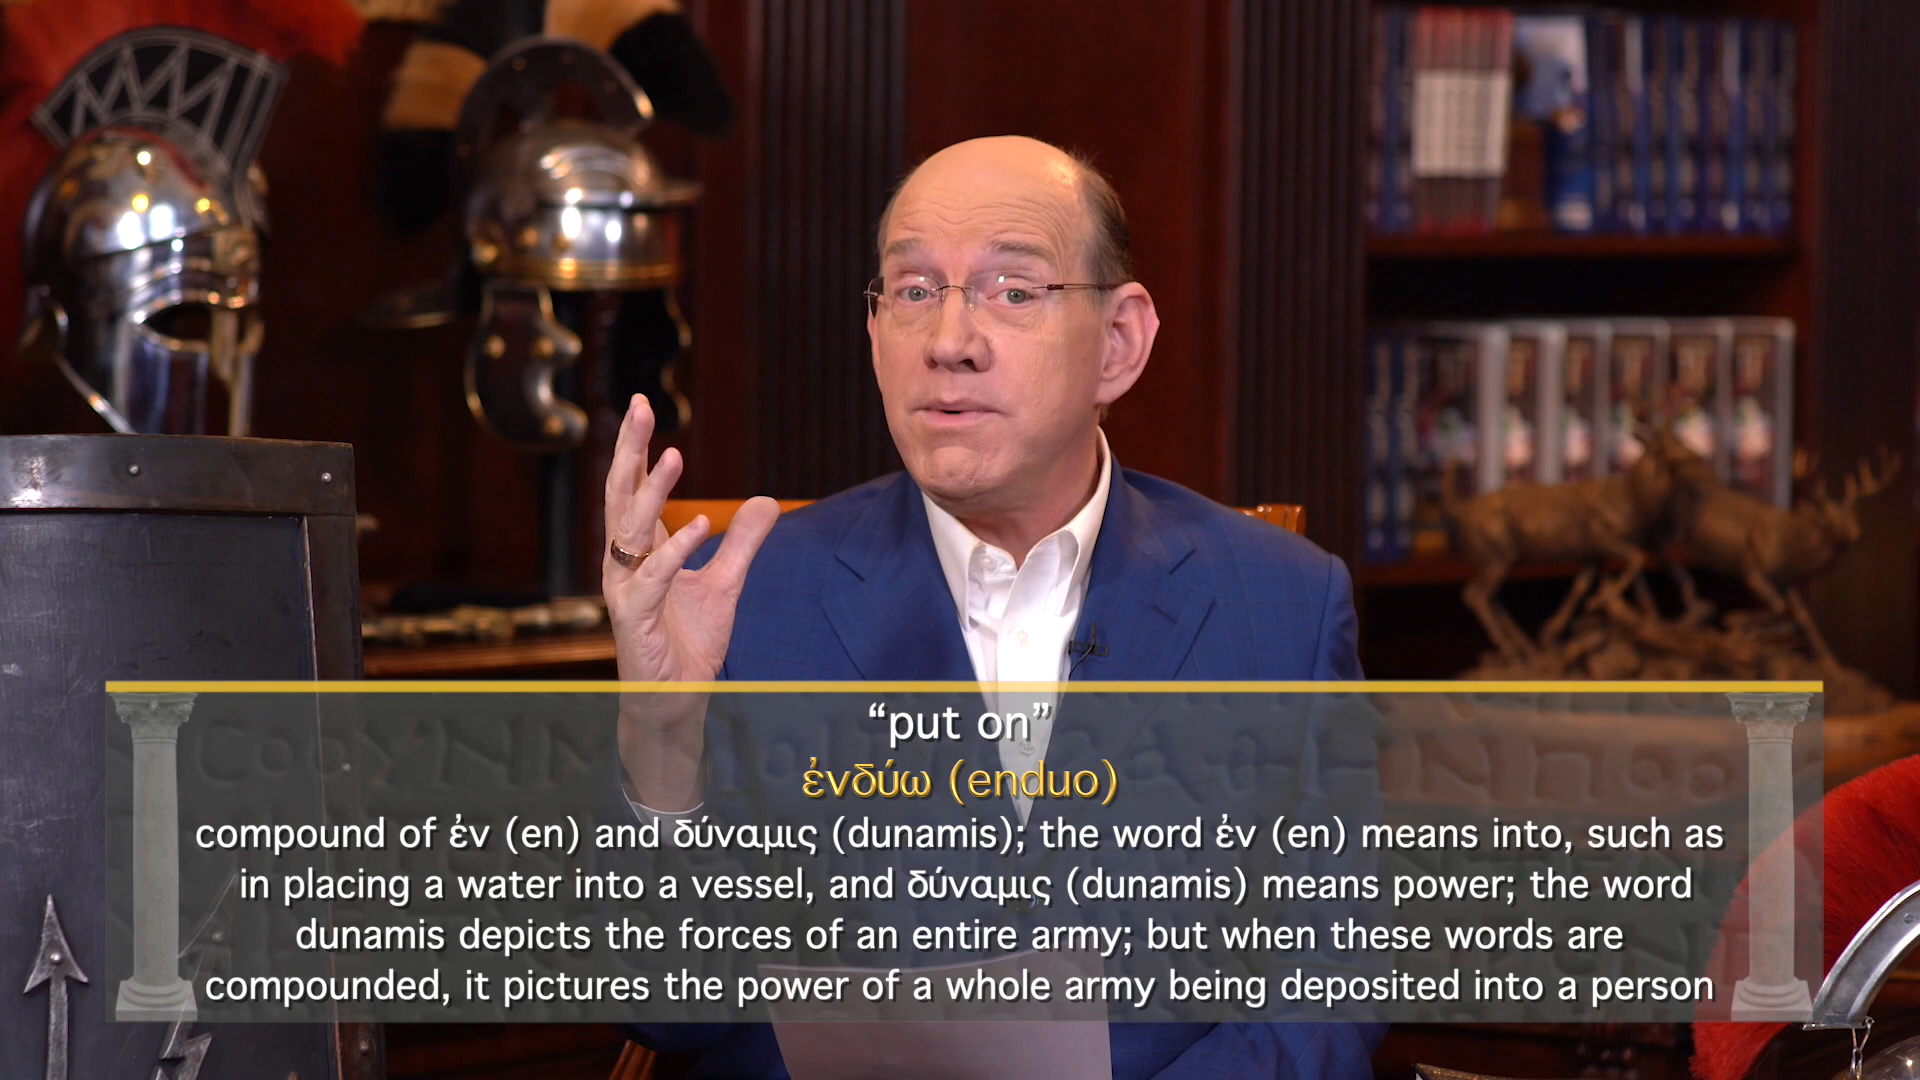 “put on”
ἐνδύω (enduo)
compound of ἐν (en) and δύναμις (dunamis); the word ἐν (en) means into, such as
in placing a water into a vessel, and δύναμις (dunamis) means power; the word
dunamis depicts the forces of an entire army; but when these words are
compounded, it pictures the power of a whole army being deposited into a person